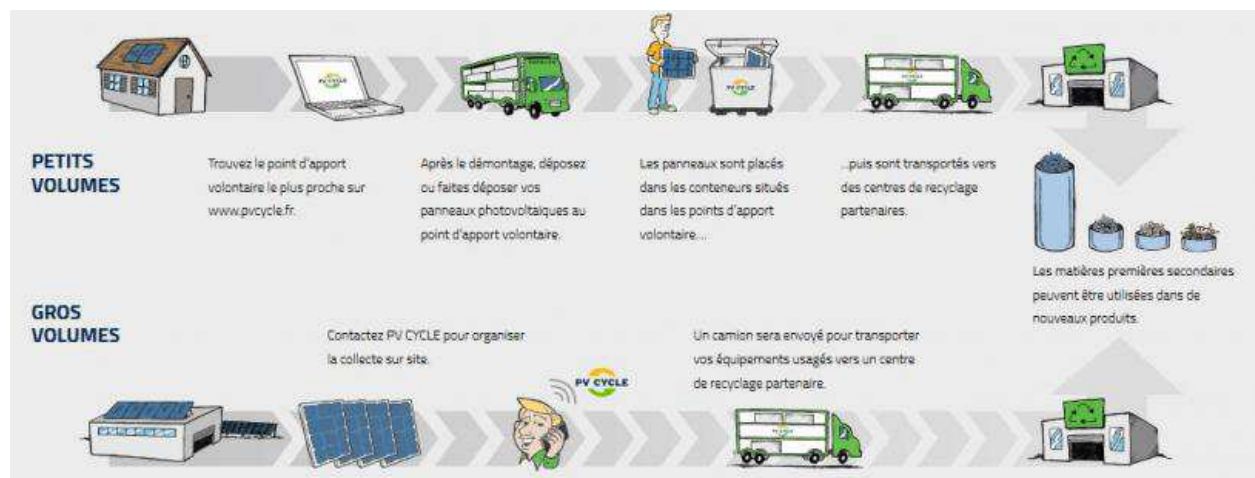 PV CYCLE
PV CYCLE
PETITS
VOLUMES
Trouvez le point d'apport
volontaire le plus proche sur
www.pvcycle.fr.
Après le démontage, déposez
ou faites déposer vos
panneaux photovoltaïques au
point d'apport volontaire.
Les panneaux sont placés
dans les conteneurs situés
dans les points d'apport
volontaire...
...puis sont transportés vers
des centres de recyclage
partenaires.
Les matières premières secondaires
peuvent être utilisées dans de
nouveaux produits.
GROS
VOLUMES
Contactez PV CYCLE pour organiser
la collecte sur site.
Un camion sera envoyé pour transporter
vos équipements usagés vers un centre
de recyclage partenaire.
PV CYCLE